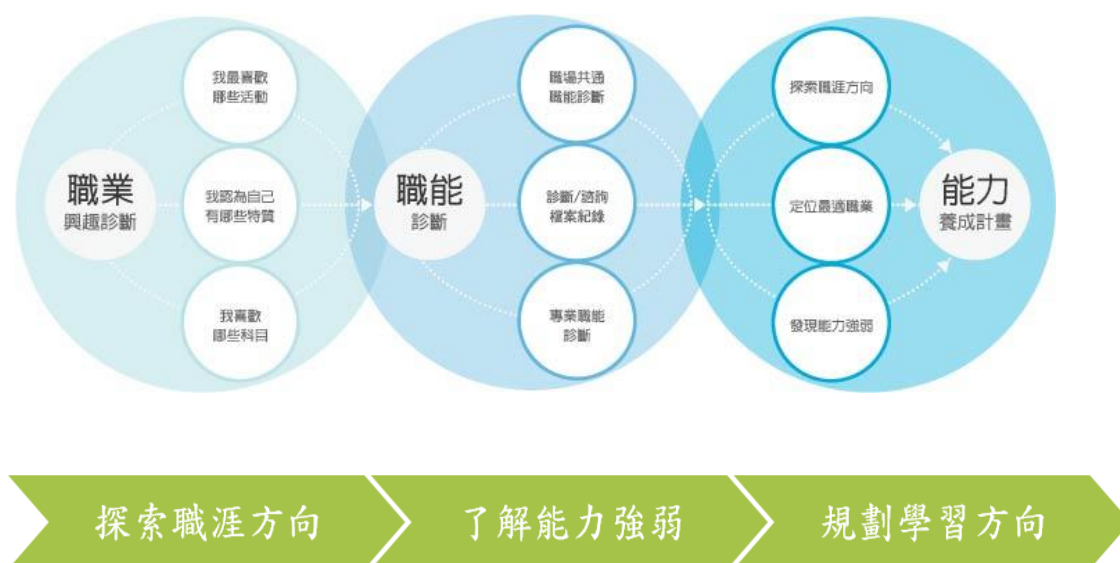 職業
興趣診斷
我最喜歡
哪些活動
我認為自己
有哪些特質
我喜歡
哪些科目
職能
診斷
職場共通
職能診斷
診斷/諮詢
檔案紀錄
專業職能
診斷
探索職涯方向
定位最適職業
發現能力強弱
能力
養成計畫
探索職涯方向
了解能力強弱
規劃學習方向